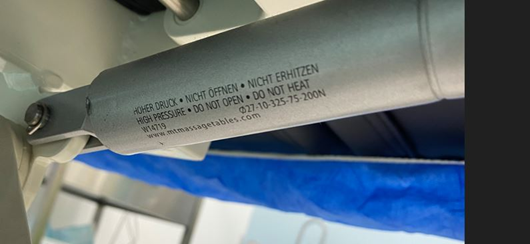 HOHER DRUCK • NICHT ÖFFNEN • NICHT ERHITZEN
HIGH PRESSURE • DO NOT OPEN • DO NOT HEAT
W14719 Ø27-10-325-75-200N
www.mtmassagetables.com